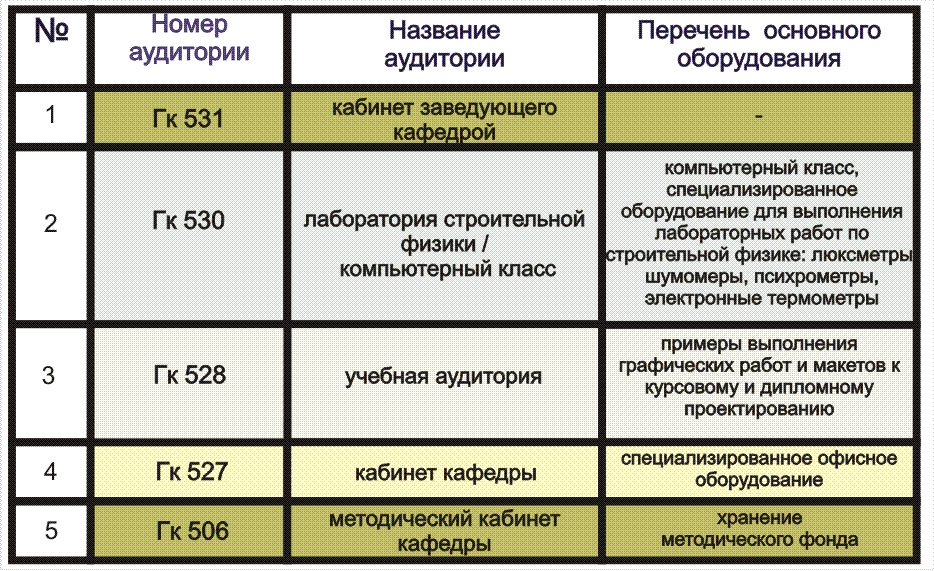 №
Номер
аудитории
Название
аудитории
Перечень основного
оборудования
1
Гк 531
кабинет заведующего
кафедрой
-
2
Гк 530
лаборатория строительной
физики /
компьютерный класс
компьютерный класс,
специализированное
оборудование для выполнения
лабораторных работ по
строительной физике: люксметры
шумомеры, психрометры,
электронные термометры
3
Гк 528
учебная аудитория
примеры выполнения
графических работ и макетов к
курсовому и дипломному
проектированию
4
Гк 527
кабинет кафедры
специализированное офисное
оборудование
5
Гк 506
методический кабинет
кафедры
хранение
методического фонда